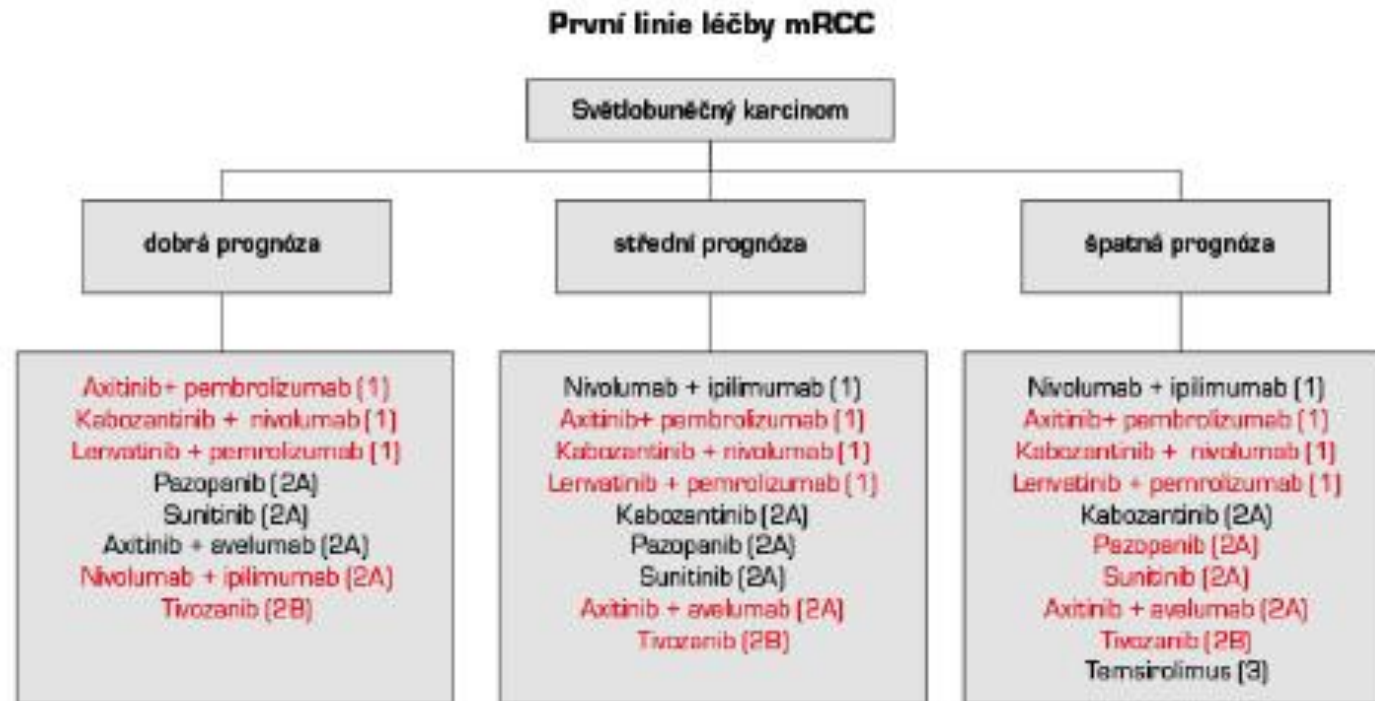 První linie léčby mRCC
Světlobuněčný karcinom
dobrá prognóza
střední prognóza
špatná prognóza
Axitinib+ pembrolizumab (1)
Kabozantinib + nivolumab (1)
Lenvatinib + pemrolizumab (1)
Pazopanib (2A)
Sunitinib (2A)
Axitinib + avelumab (2A)
Nivolumab + ipilimumab (2A)
Tivozanib (2B)
Nivolumab + ipilimumab (1)
Axitinib+ pembrolizumab (1)
Kabozantinib + nivolumab (1)
Lenvatinib + pemrolizumab (1)
Kabozantinib (2A)
Pazopanib (2A)
Sunitinib (2A)
Axitinib + avelumab (2A)
Tivozanib (2B)
Nivolumab + ipilimumab (1)
Axitinib+ pembrolizumab (1)
Kabozantinib + nivolumab (1)
Lenvatinib + pemrolizumab (1)
Kabozantinib (2A)
Pazopanib (2A)
Sunitinib (2A)
Axitinib + avelumab (2A)
Tivozanib (2B)
Temsirolimus (3)